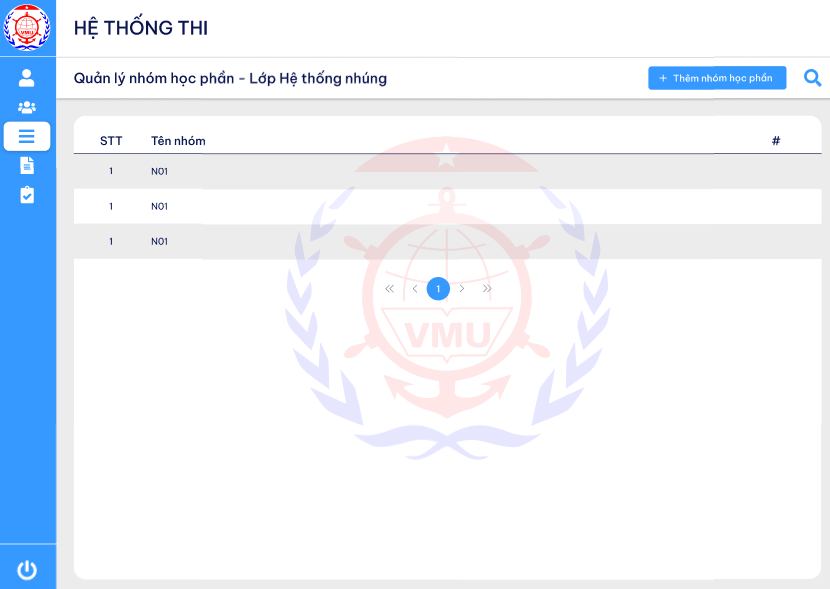 HỆ THỐNG THI
Quản lý nhóm học phần - Lớp Hệ thống nhúng
+ Thêm nhóm học phần
STT Tên nhóm #
1 N01
1 N01
1 N01
« ‹ 1 › »
VMU